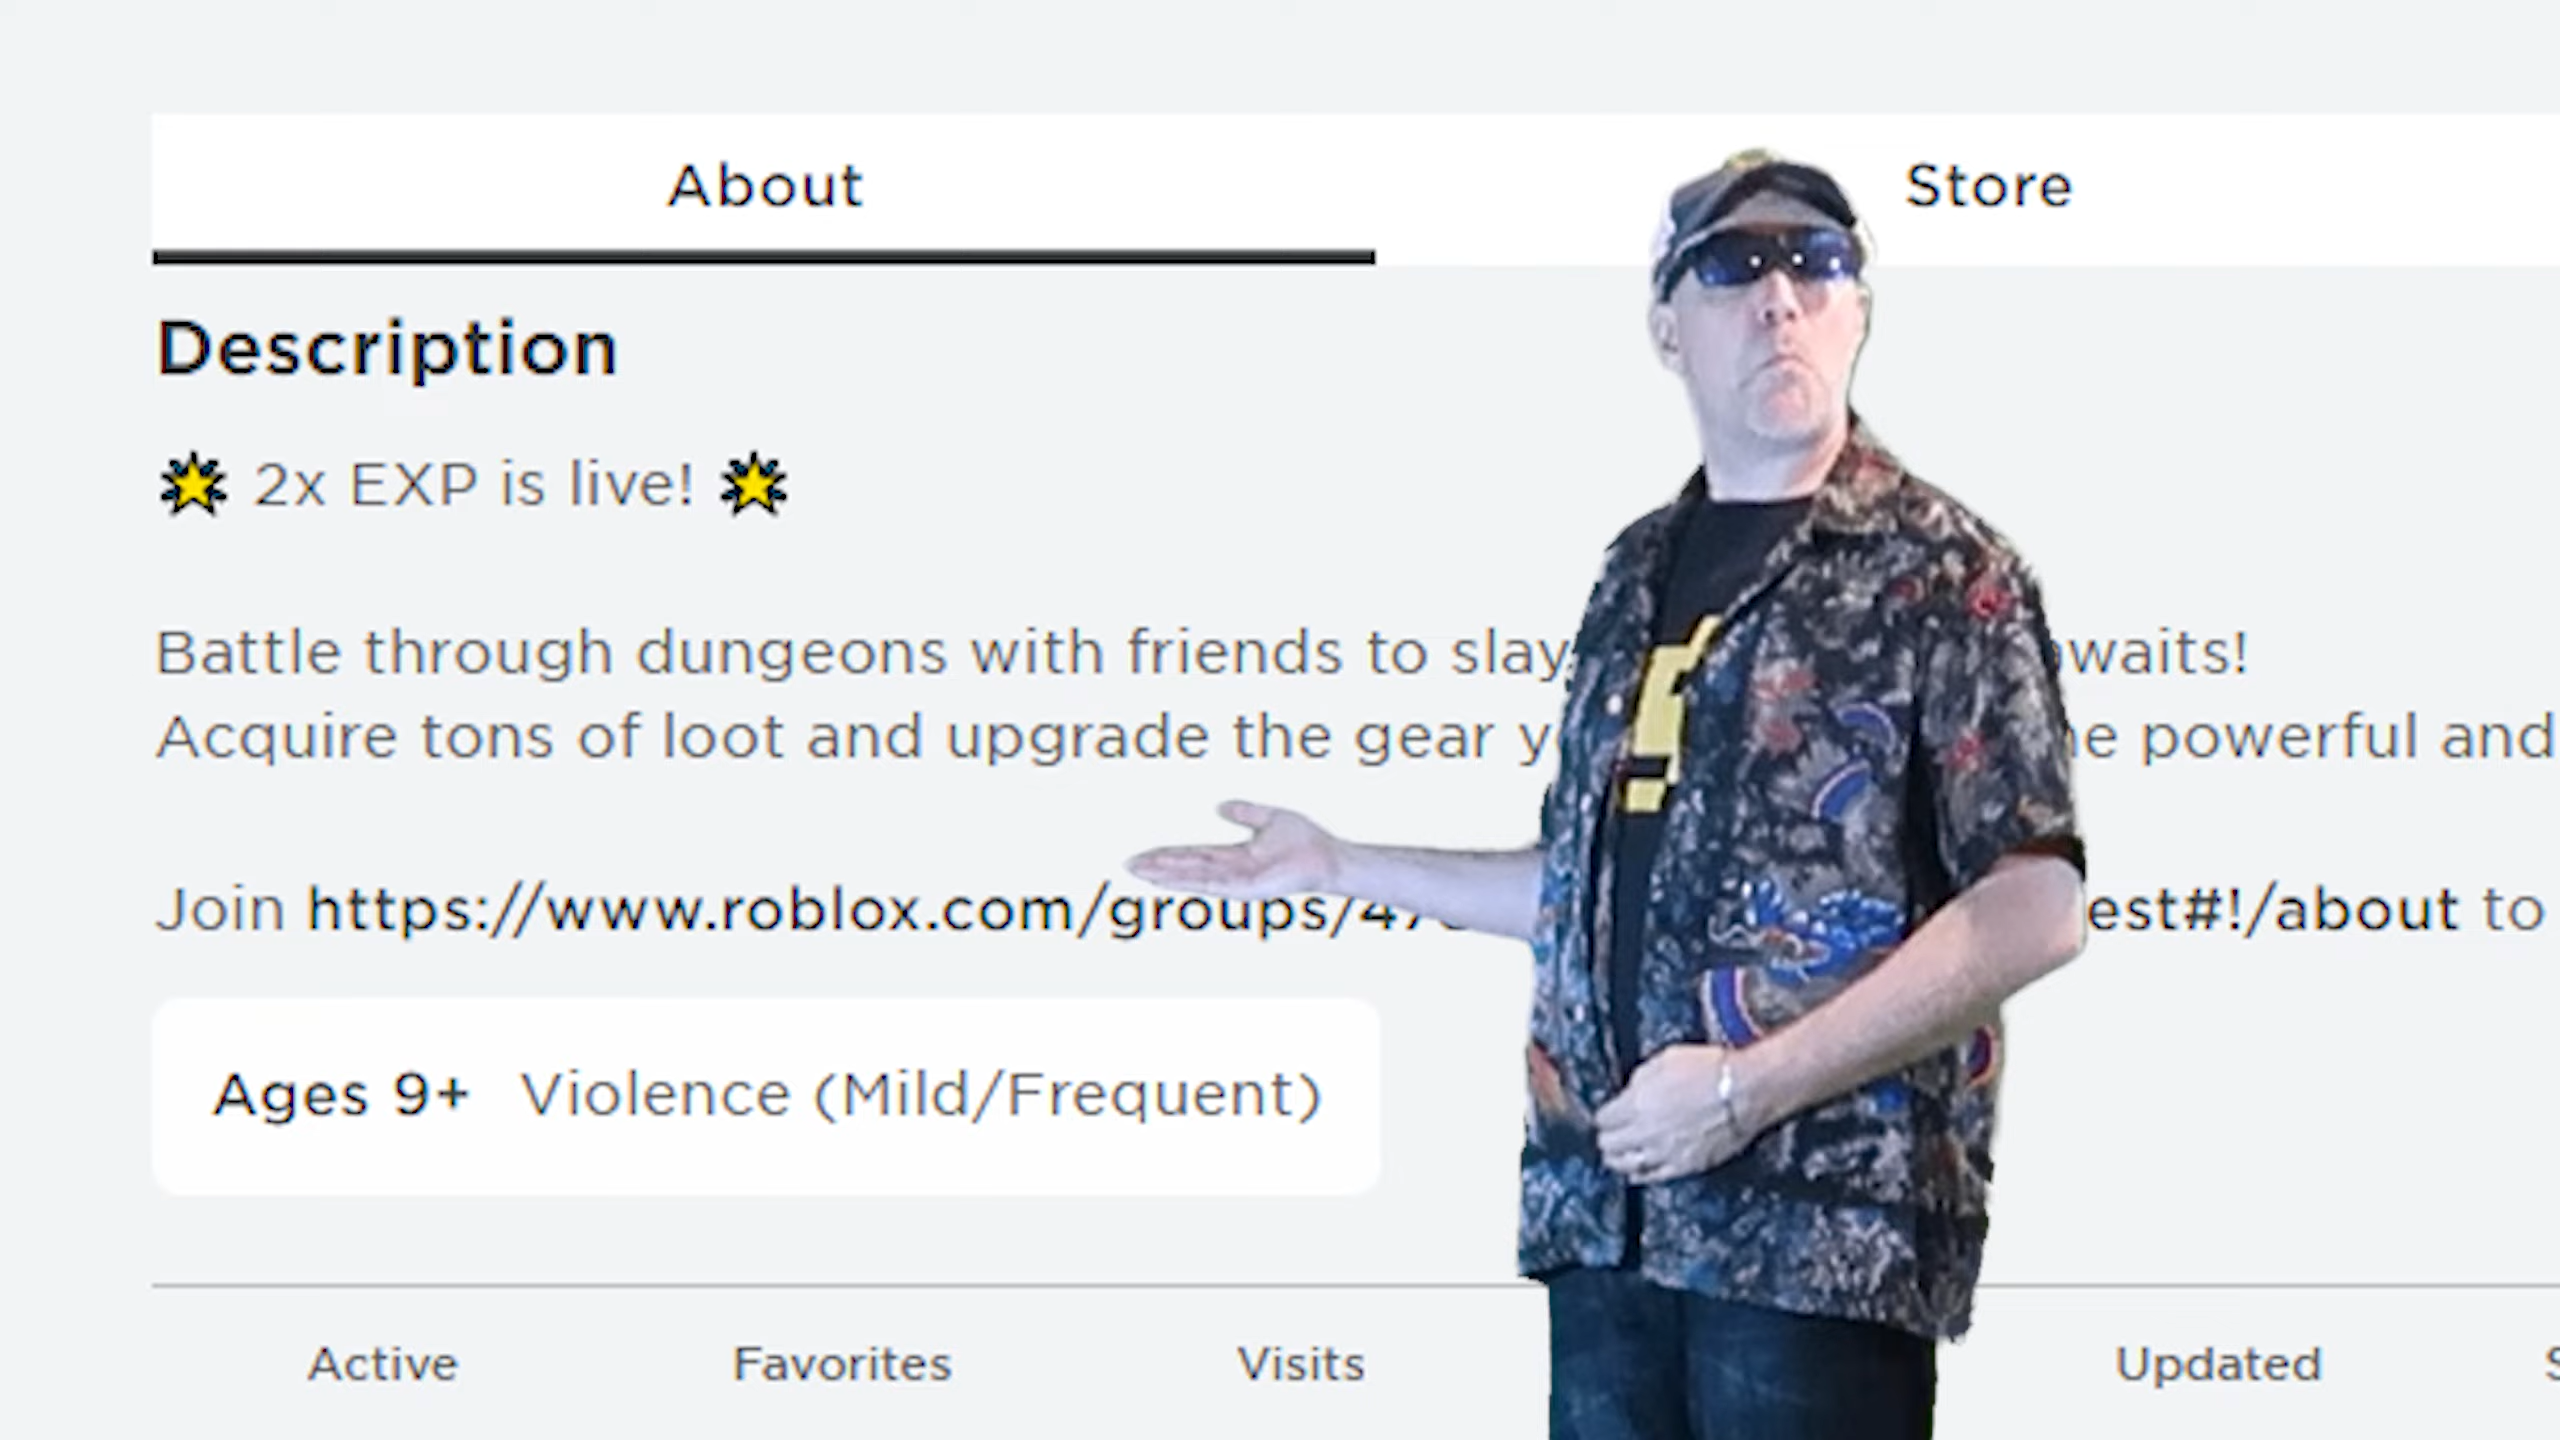 About
Store
Description
2x EXP is live!
Battle through dungeons with friends to slay waits!
Acquire tons of loot and upgrade the gear powerful and
Join https://www.roblox.com/groups/ est#!/about to
Ages 9+ Violence (Mild/Frequent)
Active Favorites Visits Updated